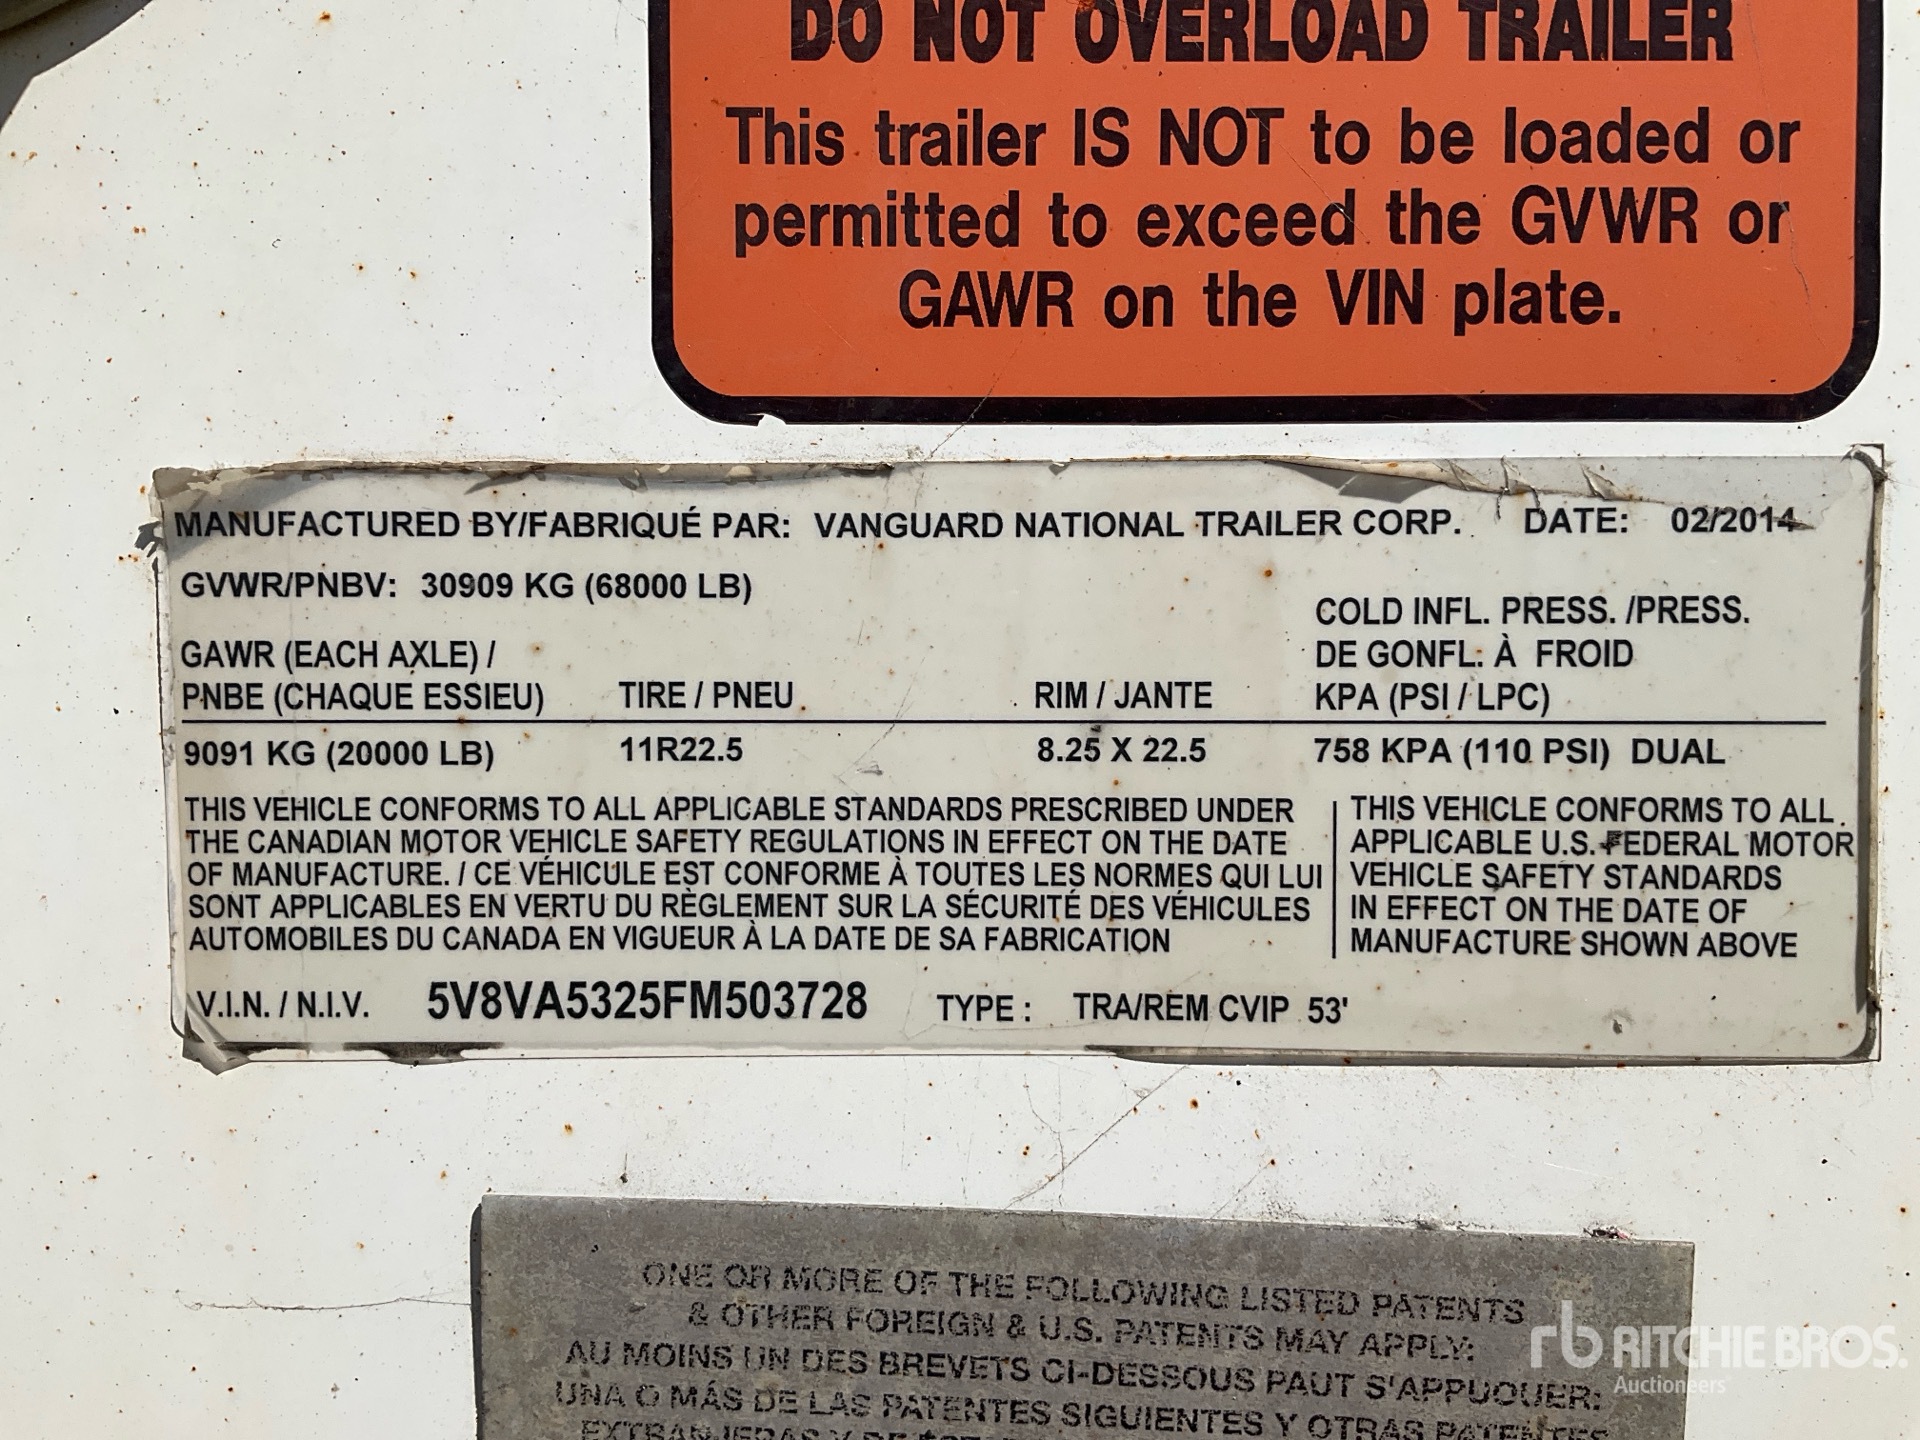 DO NOT OVERLOAD TRAILER
This trailer IS NOT to be loaded or
permitted to exceed the GVWR or
GAWR on the VIN plate.
MANUFACTURED BY/FABRIQUÉ PAR: VANGUARD NATIONAL TRAILER CORP. DATE: 02/2014
GVWR/PNBV: 30909 KG (68000 LB)
COLD INFL. PRESS. /PRESS.
GAWR (EACH AXLE) / DE GONFL. À FROID
PNBE (CHAQUE ESSIEU) TIRE / PNEU RIM / JANTE KPA (PSI / LPC)
9091 KG (20000 LB) 11R22.5 8.25 X 22.5 758 KPA (110 PSI) DUAL
THIS VEHICLE CONFORMS TO ALL APPLICABLE STANDARDS PRESCRIBED UNDER
THE CANADIAN MOTOR VEHICLE SAFETY REGULATIONS IN EFFECT ON THE DATE
OF MANUFACTURE. / CE VÉHICULE EST CONFORME À TOUTES LES NORMES QUI LUI
SONT APPLICABLES EN VERTU DU RÈGLEMENT SUR LA SÉCURITÉ DES VÉHICULES
AUTOMOBILES DU CANADA EN VIGUEUR À LA DATE DE SA FABRICATION
THIS VEHICLE CONFORMS TO ALL
APPLICABLE U.S. FEDERAL MOTOR
VEHICLE SAFETY STANDARDS
IN EFFECT ON THE DATE OF
MANUFACTURE SHOWN ABOVE
V.I.N. / N.I.V. 5V8VA5325FM503728 TYPE : TRA/REM CVIP 53'
ONE OR MORE OF THE FOLLOWING LISTED PATENTS
& OTHER FOREIGN & U.S. PATENTS MAY APPLY:
AU MOINS UN DES BREVETS CI-DESSOUS PAUT S'APPUQUER:
UNA O MÁS DE LAS PATENTES SIGUIENTES Y OTRAS PATENTES
EXTRANJERAS Y DE
rb RITCHIE BROS.
Auctioneers